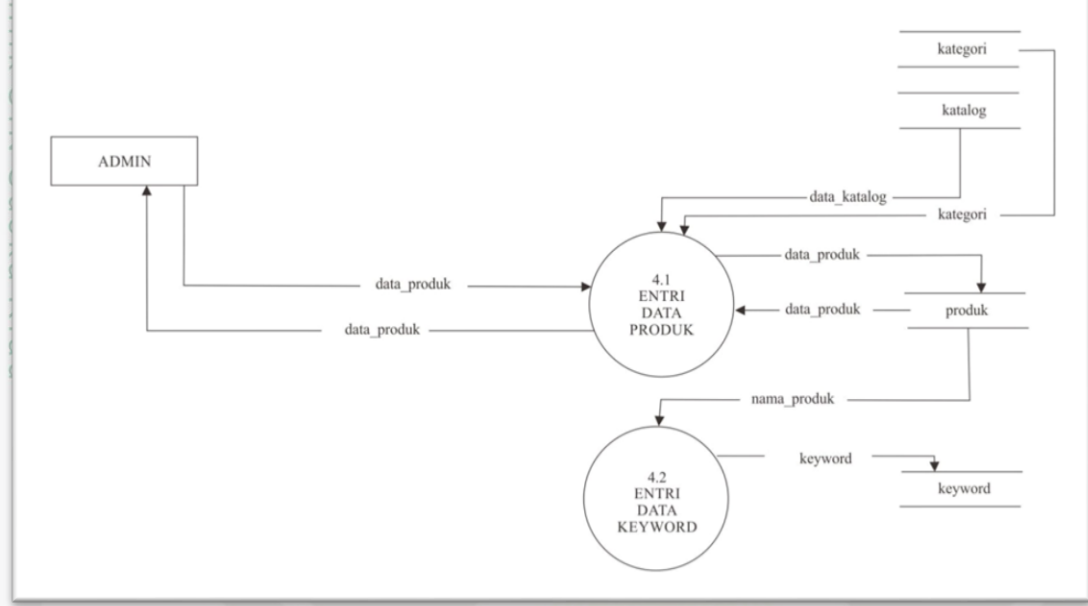 kategori
katalog
ADMIN
data_katalog
kategori
data_produk
4.1
ENTRI
DATA
PRODUK
data_produk
data_produk
produk
data_produk
nama_produk
keyword
4.2
ENTRI
DATA
KEYWORD
keyword